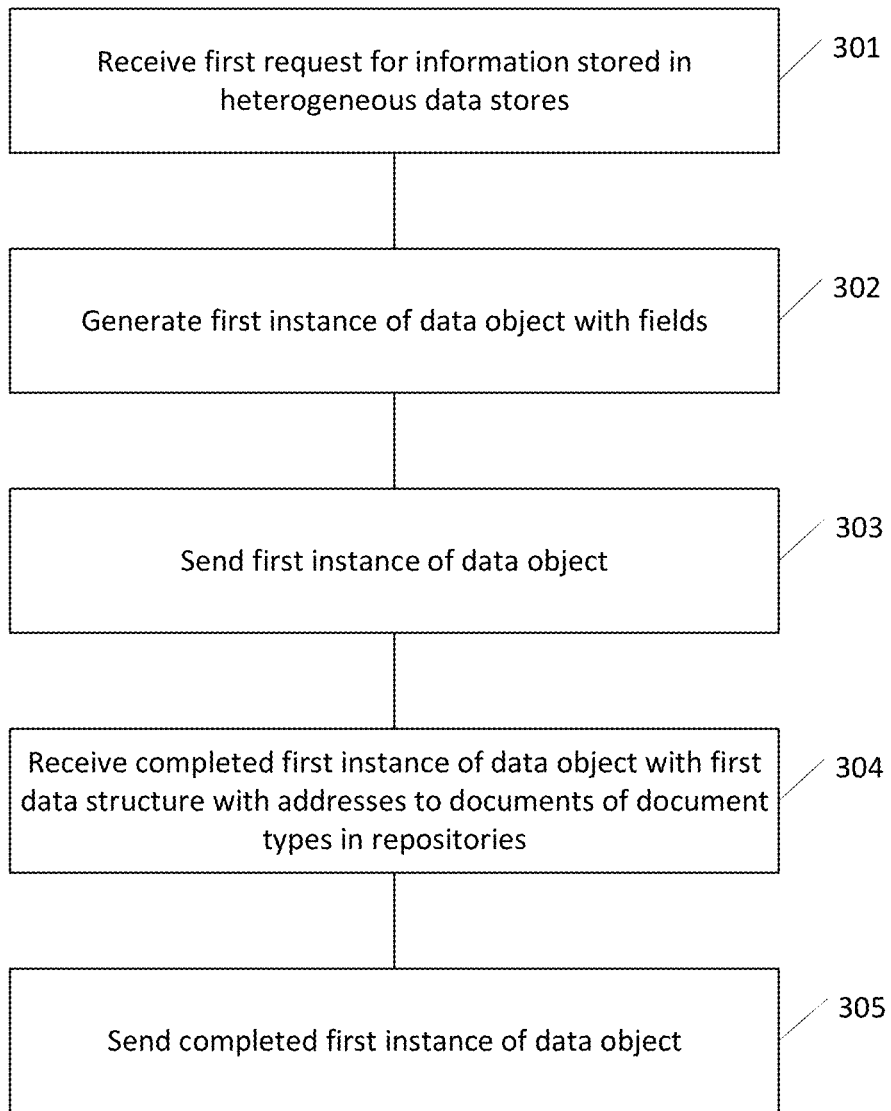 Receive first request for information stored in
heterogeneous data stores
301
Generate first instance of data object with fields
302
Send first instance of data object
303
Receive completed first instance of data object with first
data structure with addresses to documents of document
types in repositories
304
Send completed first instance of data object
305